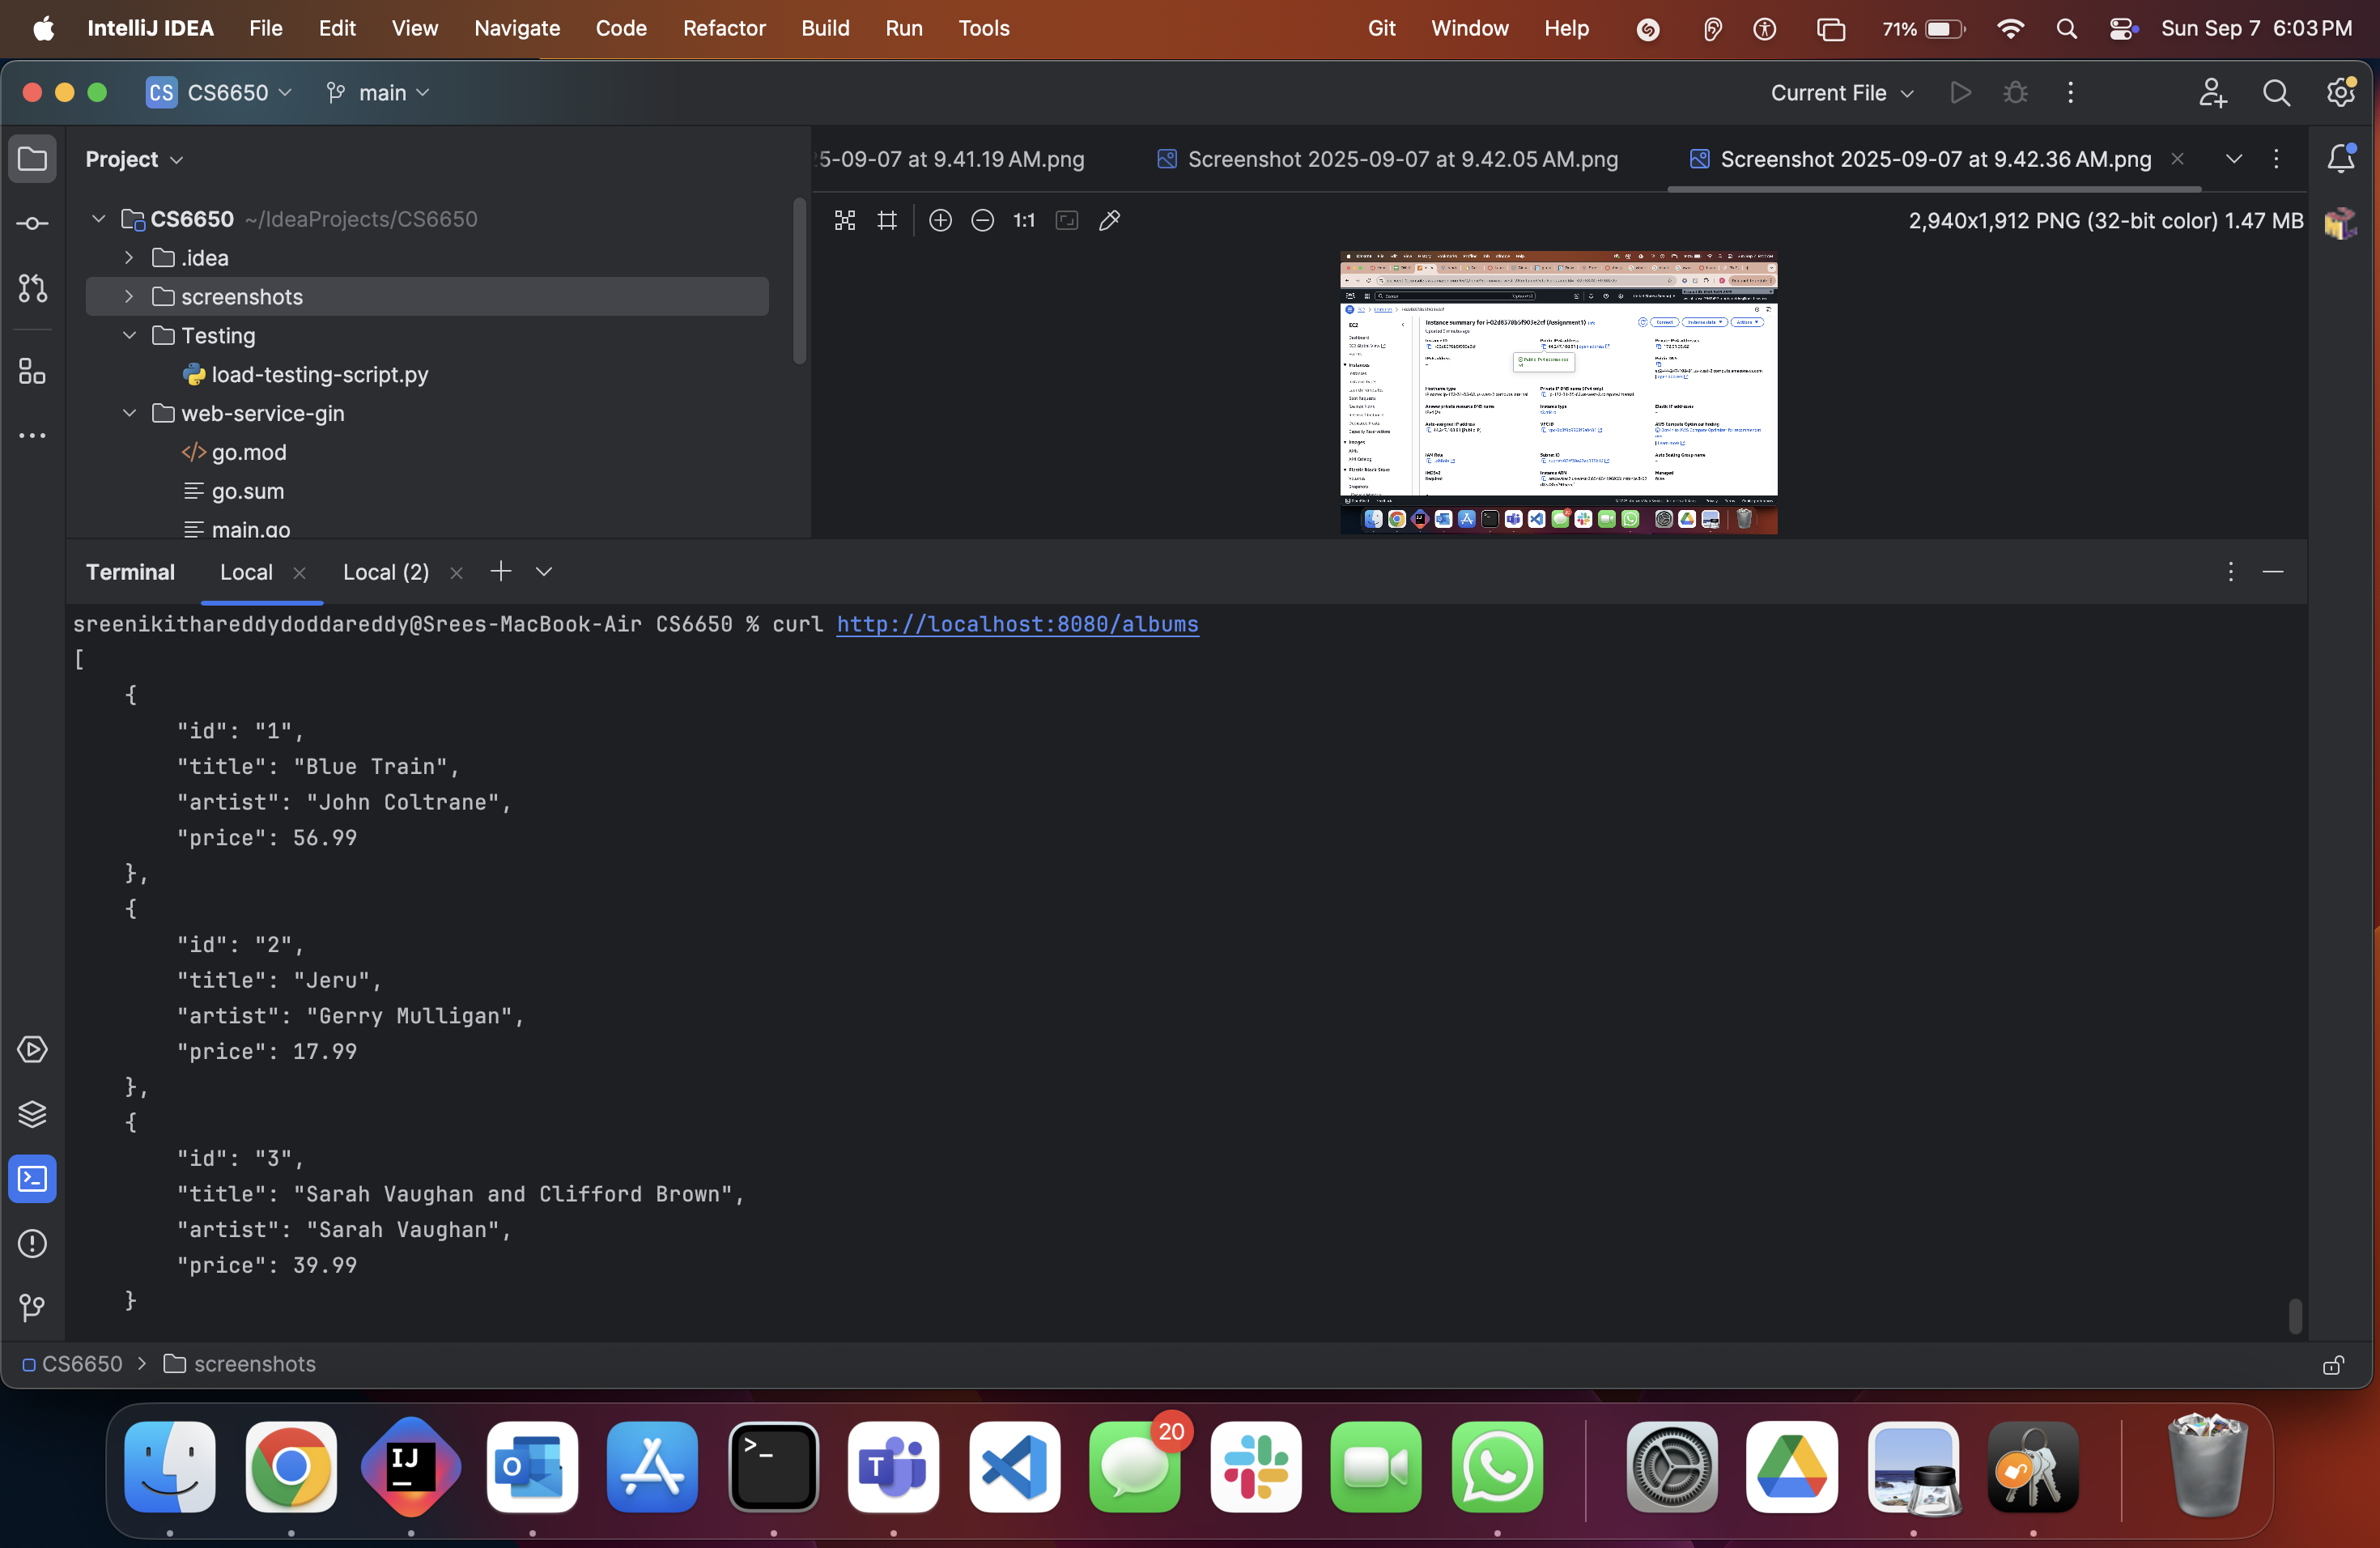 IntelliJ IDEA File Edit View Navigate Code Refactor Build Run Tools Git Window Help 71% Sun Sep 7 6:03 PM
CS CS6650 main Current File
Project
5-09-07 at 9.41.19 AM.png Screenshot 2025-09-07 at 9.42.05 AM.png Screenshot 2025-09-07 at 9.42.36 AM.png
CS6650 ~/IdeaProjects/CS6650
1:1 2,940x1,912 PNG (32-bit color) 1.47 MB
.idea
screenshots
Testing
load-testing-script.py
web-service-gin
go.mod
go.sum
main.go
Terminal Local Local (2)
sreenikithareddydoddareddy@Srees-MacBook-Air CS6650 % curl http://localhost:8080/albums
[
{
"id": "1",
"title": "Blue Train",
"artist": "John Coltrane",
"price": 56.99
},
{
"id": "2",
"title": "Jeru",
"artist": "Gerry Mulligan",
"price": 17.99
},
{
"id": "3",
"title": "Sarah Vaughan and Clifford Brown",
"artist": "Sarah Vaughan",
"price": 39.99
}
CS6650 > screenshots
20